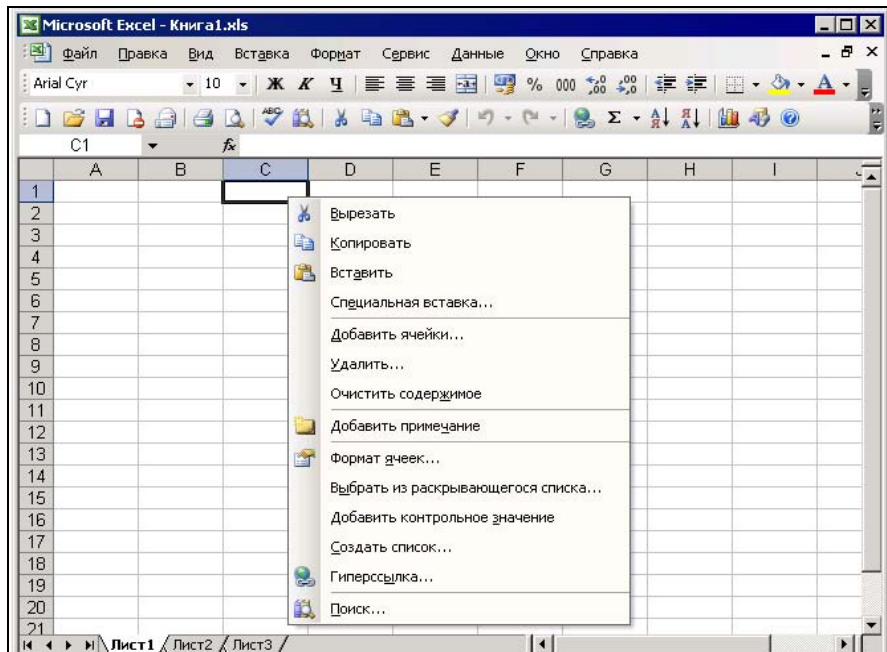 Microsoft Excel - Книга1.xls
Файл Правка Вид Вставка Формат Сервис Данные Окно Справка
Arial Cyr 10 Ж К Ч % 000 ,00 ,00
ABC Σ А Я Я А
C1 fx
A B C D E F G H I
1
2
3
4
5
6
7
8
9
10
11
12
13
14
15
16
17
18
19
20
21
Вырезать
Копировать
Вставить
Специальная вставка...
Добавить ячейки...
Удалить...
Очистить содержимое
Добавить примечание
Формат ячеек...
Выбрать из раскрывающегося списка...
Добавить контрольное значение
Создать список...
Гиперссылка...
Поиск...
Лист1 Лист2 Лист3